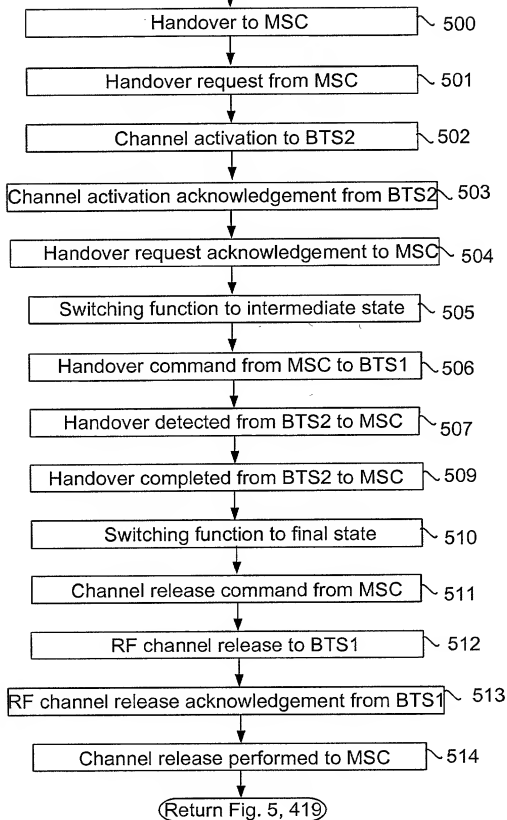 Handover to MSC 500
Handover request from MSC 501
Channel activation to BTS2 502
Channel activation acknowledgement from BTS2 503
Handover request acknowledgement to MSC 504
Switching function to intermediate state 505
Handover command from MSC to BTS1 506
Handover detected from BTS2 to MSC 507
Handover completed from BTS2 to MSC 509
Switching function to final state 510
Channel release command from MSC 511
RF channel release to BTS1 512
RF channel release acknowledgement from BTS1 513
Channel release performed to MSC 514
Return Fig. 5, 419